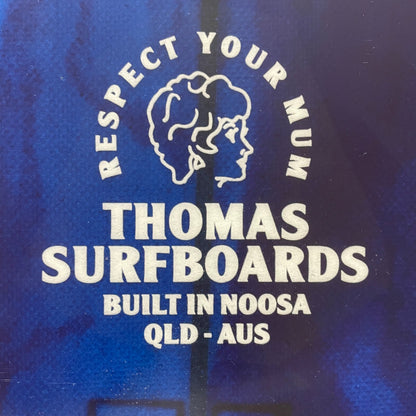 RESPECT YOUR MUM
THOMAS
SURFBOARDS
BUILT IN NOOSA
QLD - AUS